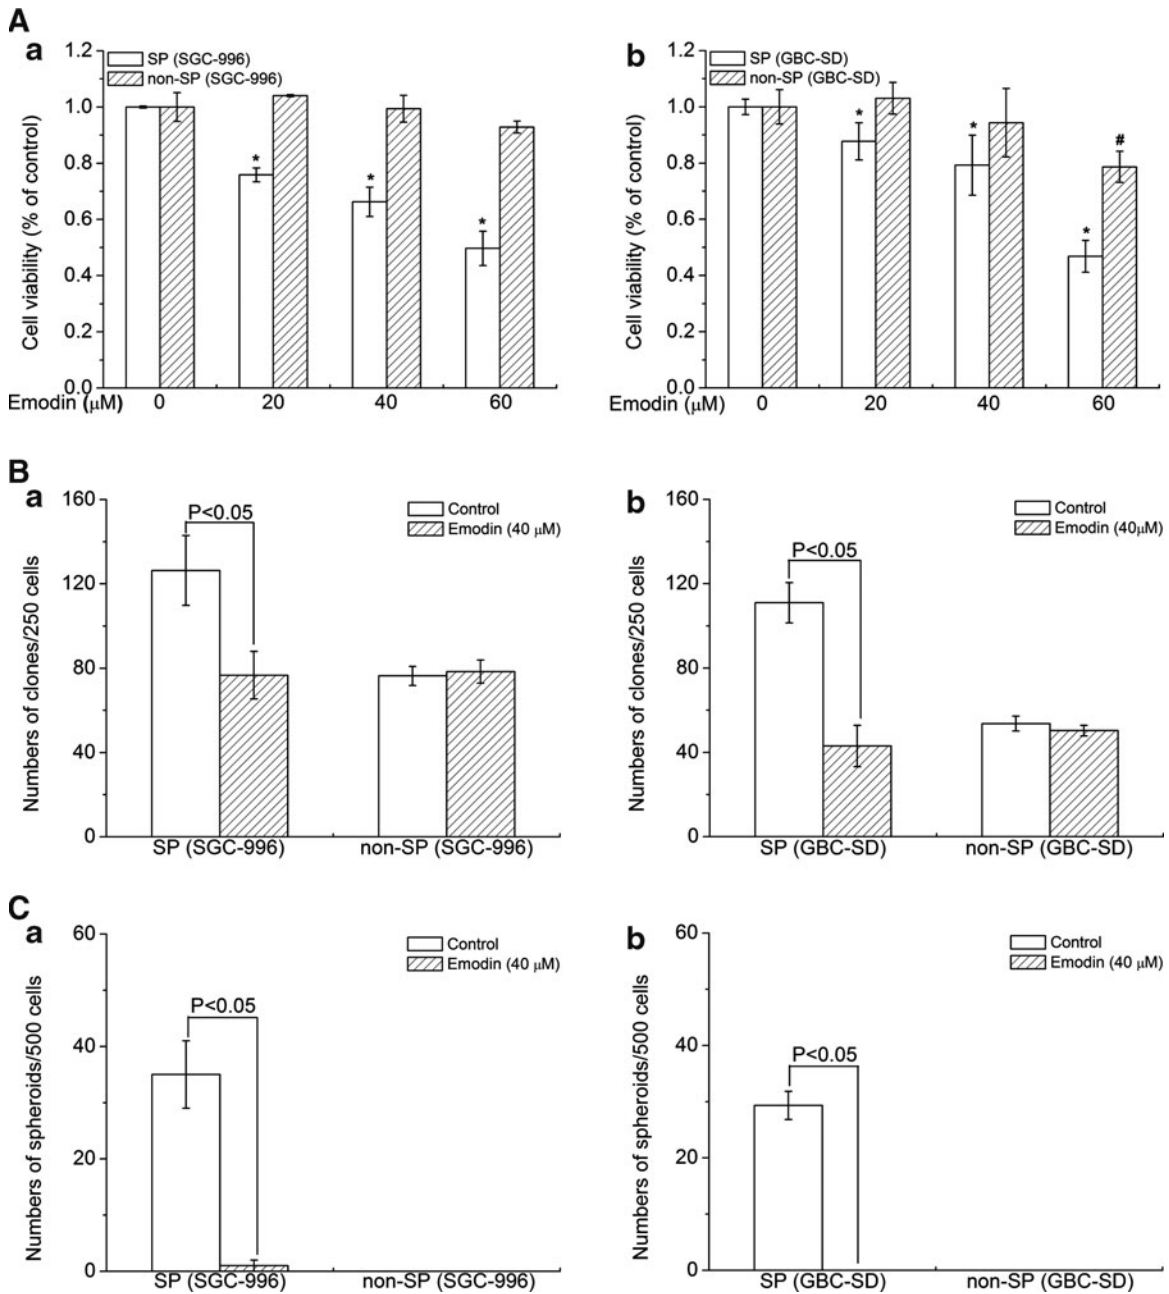 A
a
SP (SGC-996)
non-SP (SGC-996)
1.2
1.0
0.8
0.6
0.4
0.2
0.0
Cell viability (% of control)
*
*
*
Emodin (μM)
0
20
40
60
b
SP (GBC-SD)
non-SP (GBC-SD)
1.2
1.0
0.8
0.6
0.4
0.2
0.0
Cell viability (% of control)
*
*
*
#
Emodin (μM)
0
20
40
60
B
a
160
120
80
40
0
Numbers of clones/250 cells
P<0.05
Control
Emodin (40 μM)
SP (SGC-996)
non-SP (SGC-996)
b
160
120
80
40
0
Numbers of clones/250 cells
P<0.05
Control
Emodin (40μM)
SP (GBC-SD)
non-SP (GBC-SD)
C
a
60
40
20
0
Numbers of spheroids/500 cells
P<0.05
Control
Emodin (40 μM)
SP (SGC-996)
non-SP (SGC-996)
b
60
40
20
0
Numbers of spheroids/500 cells
P<0.05
Control
Emodin (40 μM)
SP (GBC-SD)
non-SP (GBC-SD)